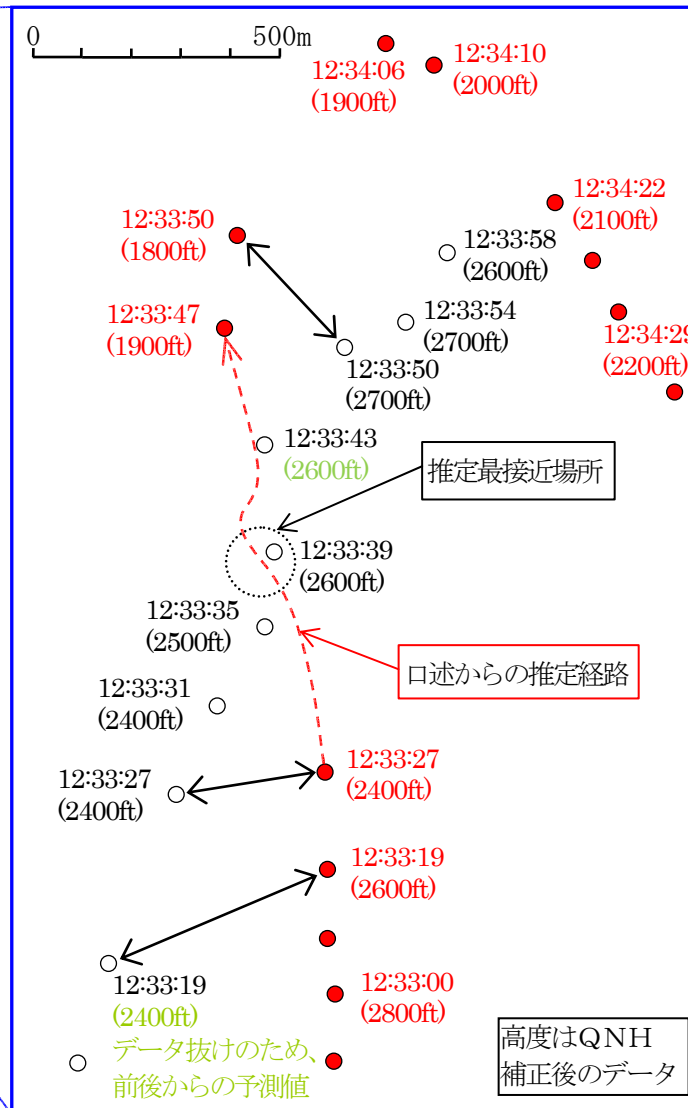 0 500m
12:34:06
(1900ft)
12:34:10
(2000ft)
12:34:22
(2100ft)
12:33:50
(1800ft)
12:33:58
(2600ft)
12:33:47
(1900ft)
12:33:54
(2700ft)
12:34:29
(2200ft)
12:33:50
(2700ft)
12:33:43
(2600ft)
推定最接近場所
12:33:39
(2600ft)
12:33:35
(2500ft)
口述からの推定経路
12:33:31
(2400ft)
12:33:27
(2400ft)
12:33:27
(2400ft)
12:33:19
(2600ft)
12:33:19
(2400ft)
データ抜けのため、
前後からの予測値
12:33:00
(2800ft)
高度はQNH
補正後のデータ